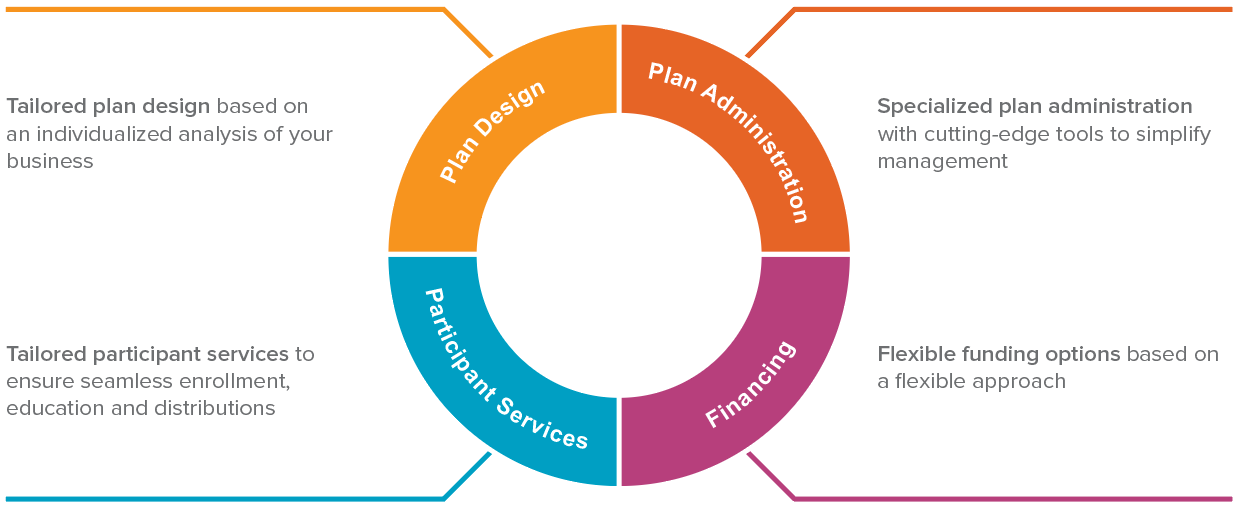 Plan Design
Plan Administration
Tailored plan design based on
an individualized analysis of your
business
Specialized plan administration
with cutting-edge tools to simplify
management
Participant Services
Financing
Tailored participant services to
ensure seamless enrollment,
education and distributions
Flexible funding options based on
a flexible approach